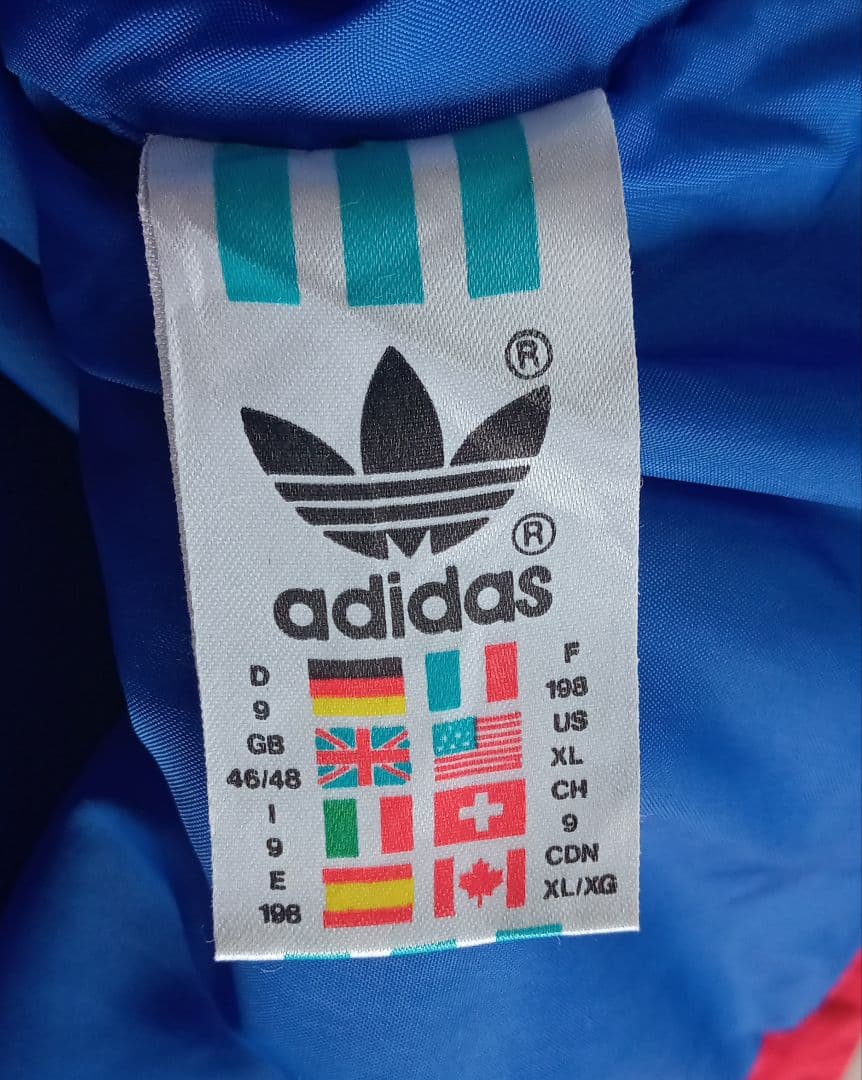 ®
®
adidas
D
9
GB
46/48
I
9
E
198
F
198
US
XL
CH
9
CDN
XL/XG